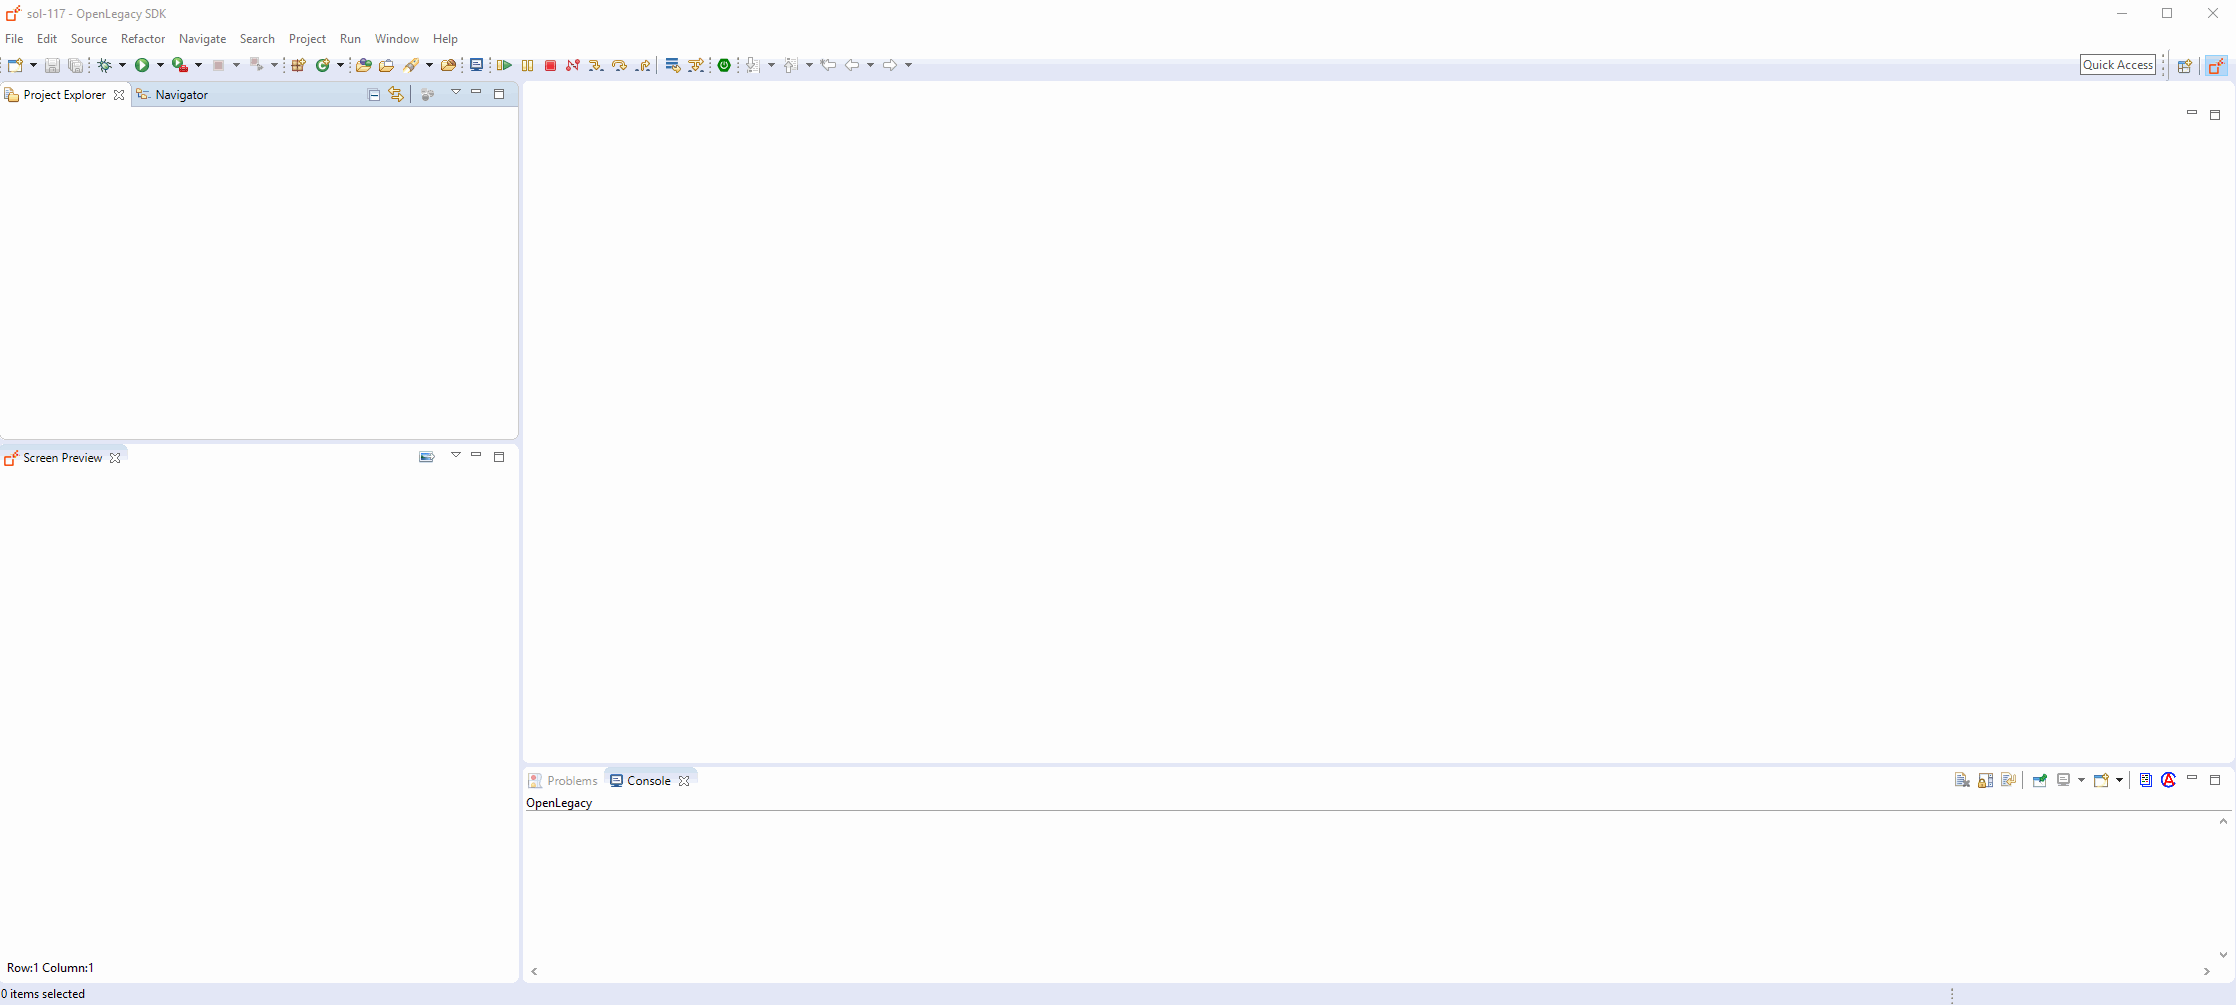 sol-117 - OpenLegacy SDK
File Edit Source Refactor Navigate Search Project Run Window Help
Quick Access
Project Explorer Navigator
Screen Preview
Problems Console
OpenLegacy
Row:1 Column:1
0 items selected